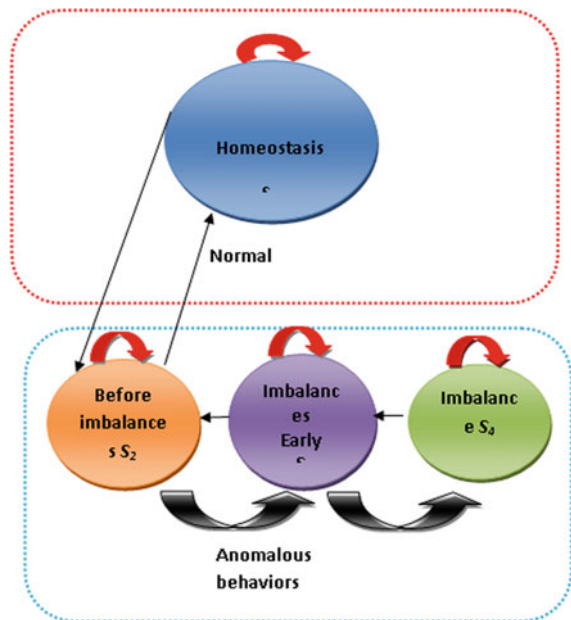 Homeostasis
Normal
Before
imbalance
s S₂
Imbalanc
es
Early
Imbalanc
e S₄
Anomalous
behaviors